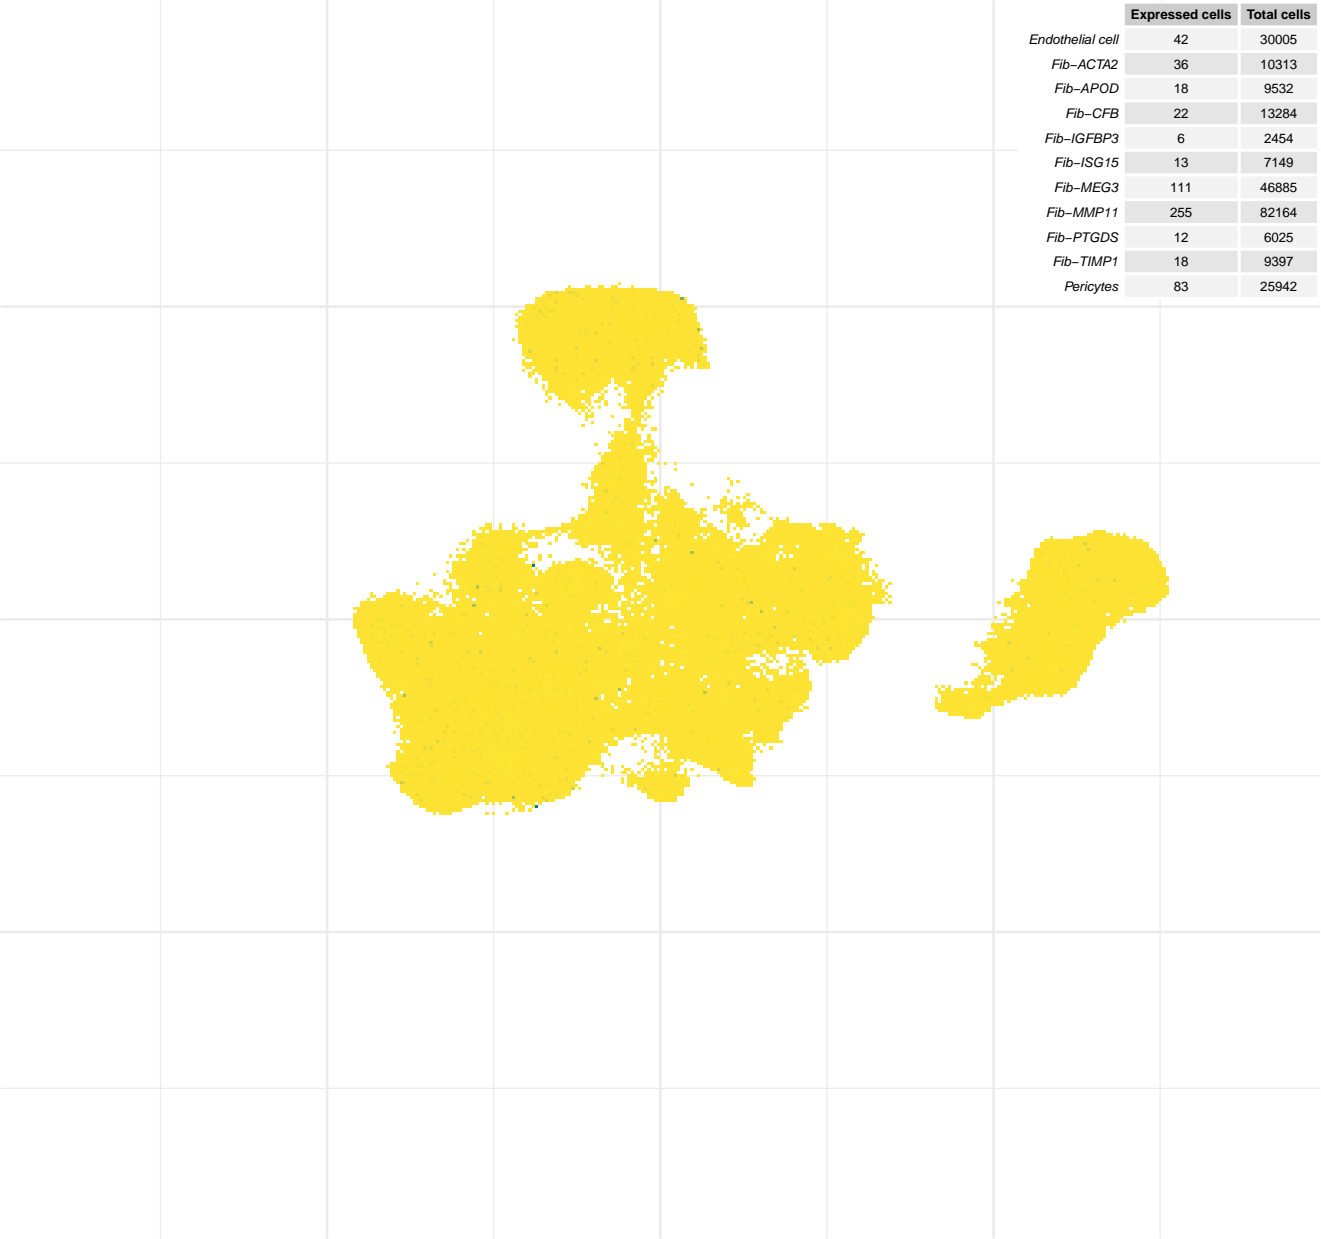 Expressed cells Total cells
Endothelial cell 42 30005
Fib−ACTA2 36 10313
Fib−APOD 18 9532
Fib−CFB 22 13284
Fib−IGFBP3 6 2454
Fib−ISG15 13 7149
Fib−MEG3 111 46885
Fib−MMP11 255 82164
Fib−PTGDS 12 6025
Fib−TIMP1 18 9397
Pericytes 83 25942